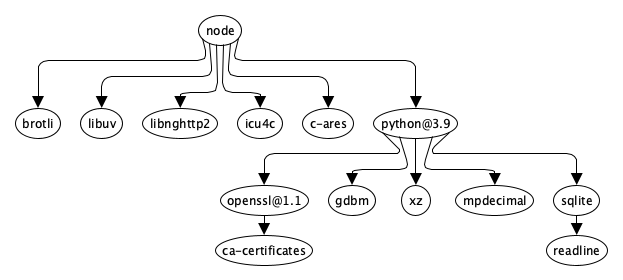 node
brotli
libuv
libnghttp2
icu4c
c-ares
python@3.9
openssl@1.1
gdbm
xz
mpdecimal
sqlite
ca-certificates
readline